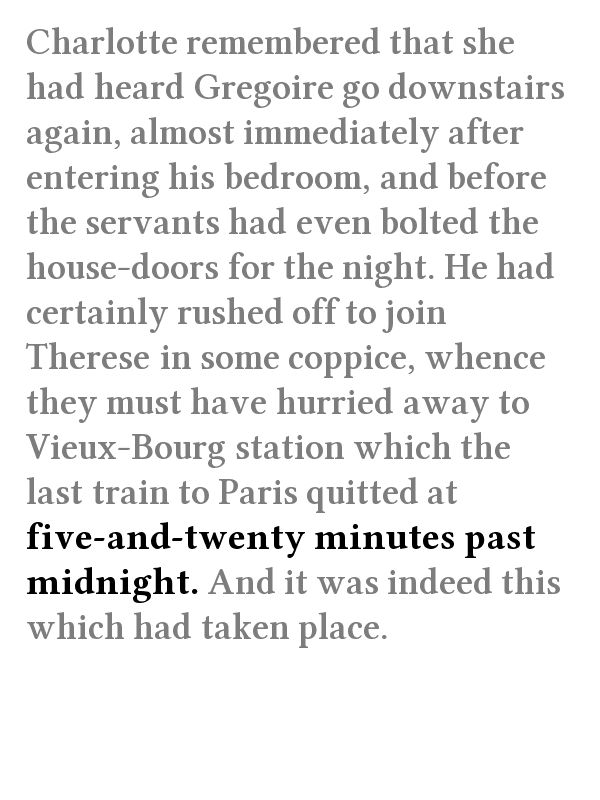 Charlotte remembered that she
had heard Gregoire go downstairs
again, almost immediately after
entering his bedroom, and before
the servants had even bolted the
house-doors for the night. He had
certainly rushed off to join
Therese in some coppice, whence
they must have hurried away to
Vieux-Bourg station which the
last train to Paris quitted at
five-and-twenty minutes past
midnight. And it was indeed this
which had taken place.